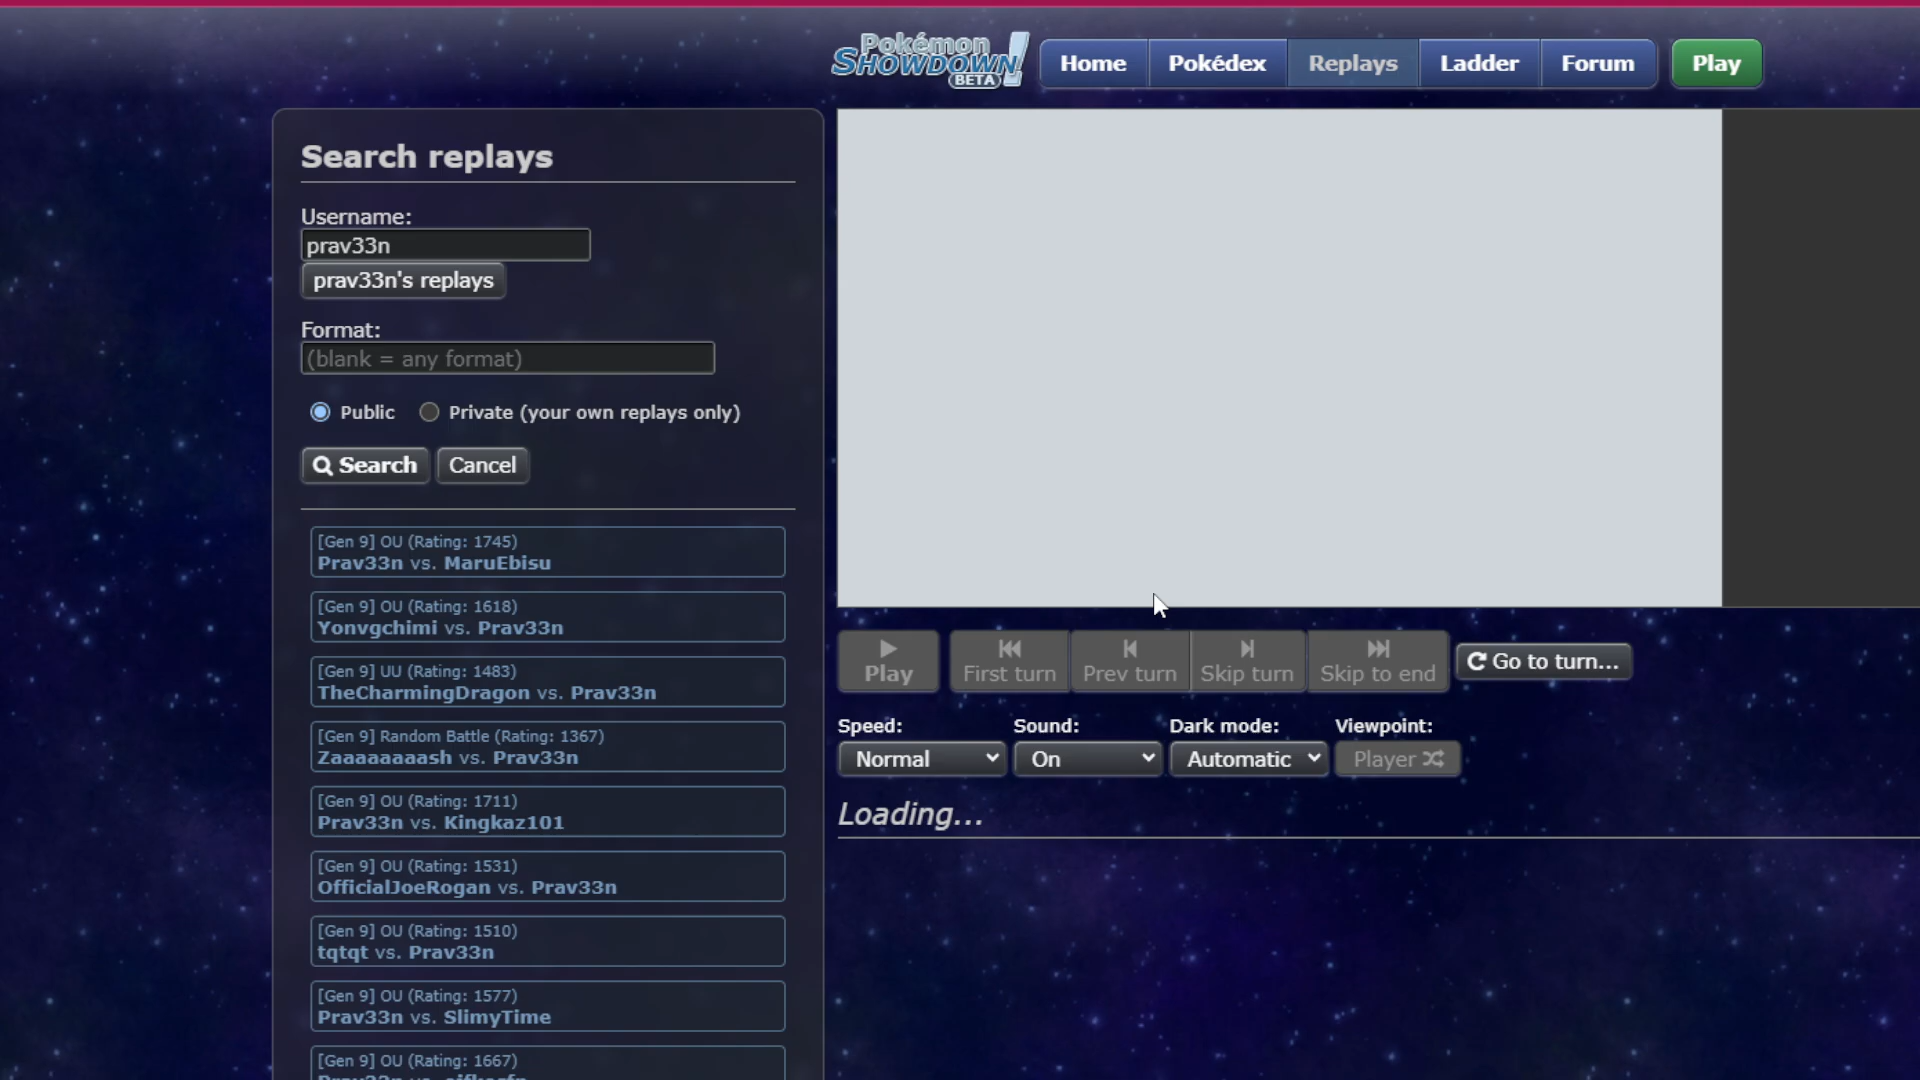 Pokémon
SHOWDOWN!
BETA
Home
Pokédex
Replays
Ladder
Forum
Play
Search replays
Username:
prav33n
prav33n's replays
Format:
(blank = any format)
Public
Private (your own replays only)
Search
Cancel
[Gen 9] OU (Rating: 1745)
Prav33n vs. MaruEbisu
[Gen 9] OU (Rating: 1618)
Yonvgchimi vs. Prav33n
[Gen 9] UU (Rating: 1483)
TheCharmingDragon vs. Prav33n
[Gen 9] Random Battle (Rating: 1367)
Zaaaaaaaash vs. Prav33n
[Gen 9] OU (Rating: 1711)
Prav33n vs. Kingkaz101
[Gen 9] OU (Rating: 1531)
OfficialJoeRogan vs. Prav33n
[Gen 9] OU (Rating: 1510)
tqtqt vs. Prav33n
[Gen 9] OU (Rating: 1577)
Prav33n vs. SlimyTime
[Gen 9] OU (Rating: 1667)
Prav33n vs.
Play
First turn
Prev turn
Skip turn
Skip to end
Go to turn...
Speed:
Sound:
Dark mode:
Viewpoint:
Normal
On
Automatic
Player
Loading...